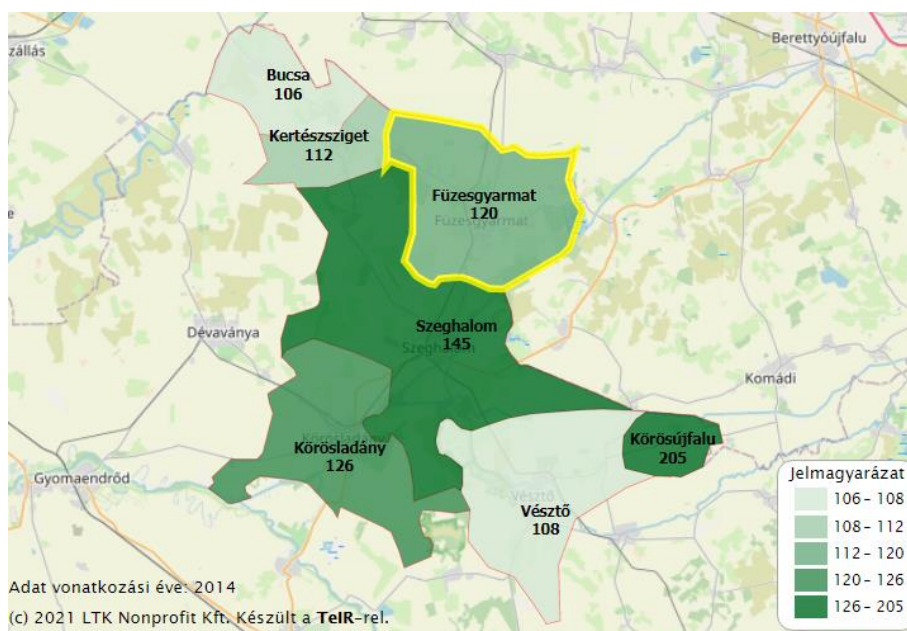 zállás
Berettyóújfalu
Bucsa
106
Kertészsziget
112
Füzesgyarmat
120
Füzesgyarmat
Szeghalom
145
Szeghalom
Dévaványa
Komádi
Körösladány
126
Körösladány
Körösújfalu
205
Gyomaendrőd
Vésztő
Vésztő
108
Jelmagyarázat
106 - 108
108 - 112
112 - 120
120 - 126
126 - 205
Adat vonatkozási éve: 2014
(c) 2021 LTK Nonprofit Kft. Készült a TeIR-rel.